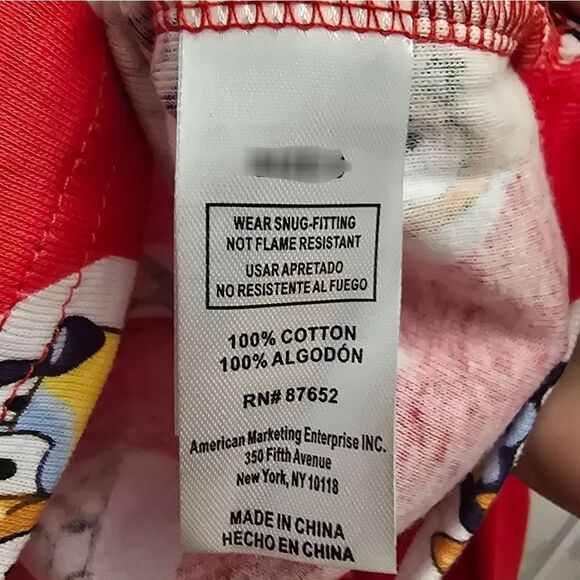 WEAR SNUG-FITTING
NOT FLAME RESISTANT
USAR APRETADO
NO RESISTENTE AL FUEGO
100% COTTON
100% ALGODÓN
RN# 87652
American Marketing Enterprise INC.
350 Fifth Avenue
New York, NY 10118
MADE IN CHINA
HECHO EN CHINA